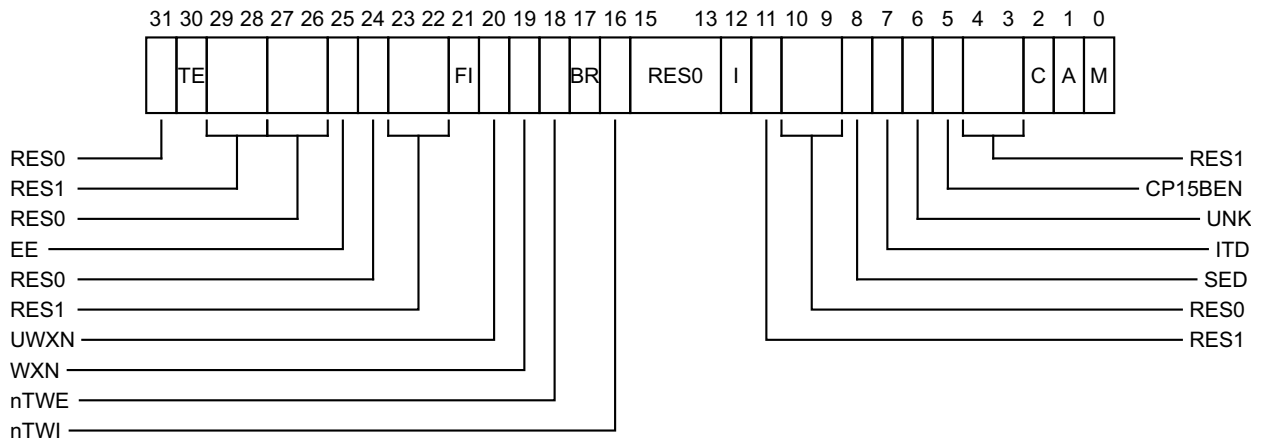 31 30 29 28 27 26 25 24 23 22 21 20 19 18 17 16 15 13 12 11 10 9 8 7 6 5 4 3 2 1 0
TE FI BR RES0 I C A M
RES0 RES1
RES1 CP15BEN
RES0 UNK
EE ITD
RES0 SED
RES1 RES0
UWXN RES1
WXN
nTWE
nTWI